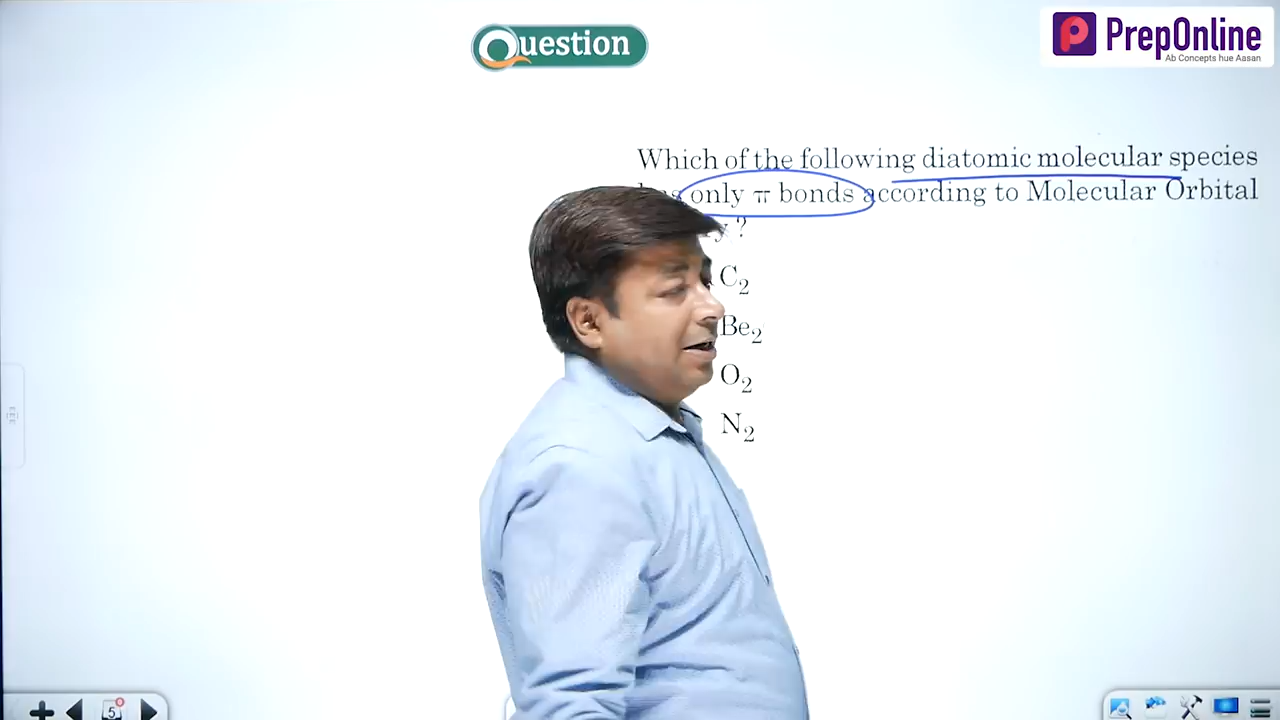 Question
PrepOnline
Ab Concepts hue Aasan
Which of the following diatomic molecular species
only π bonds according to Molecular Orbital
?
C₂
Be₂
O₂
N₂
5